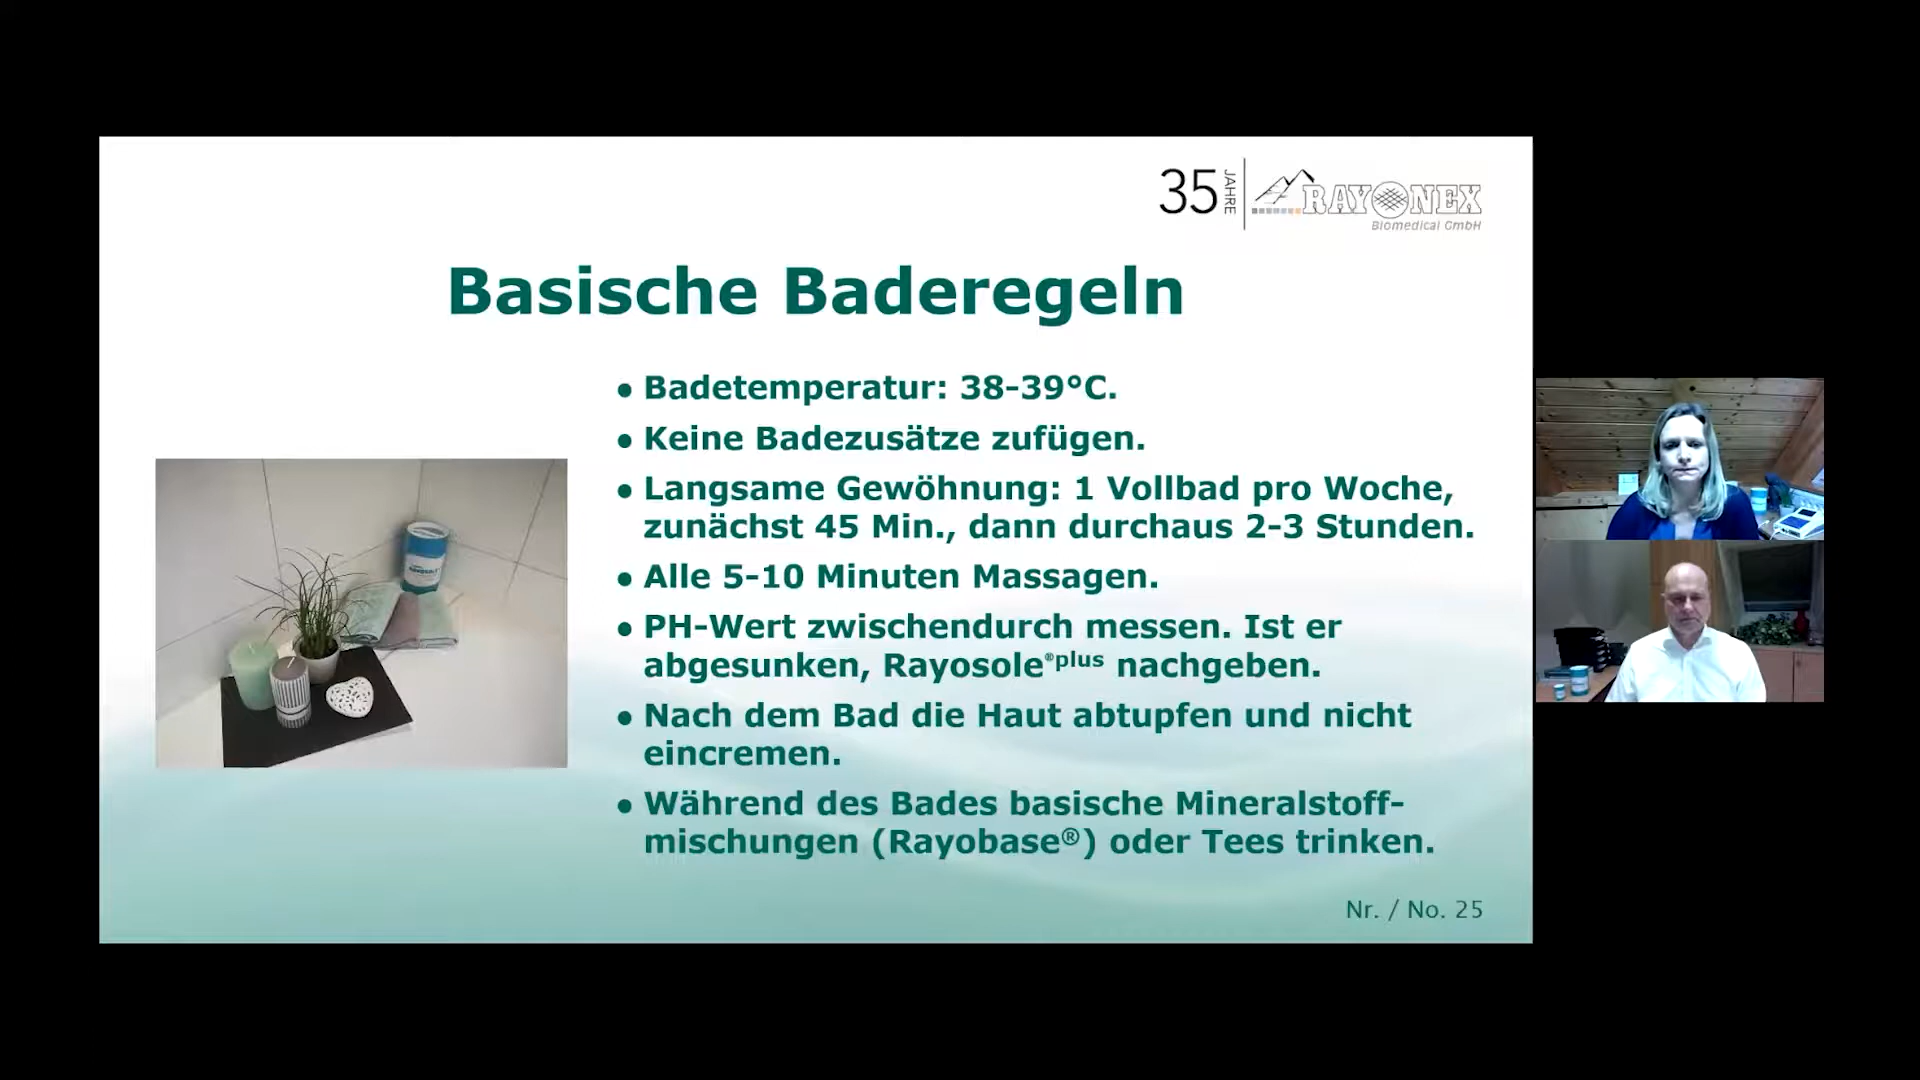 35 JAHRE
RAYONEX
Biomedical GmbH
Basische Baderegeln
● Badetemperatur: 38-39°C.
● Keine Badezusätze zufügen.
● Langsame Gewöhnung: 1 Vollbad pro Woche,
zunächst 45 Min., dann durchaus 2-3 Stunden.
● Alle 5-10 Minuten Massagen.
● PH-Wert zwischendurch messen. Ist er
abgesunken, Rayosole®plus nachgeben.
● Nach dem Bad die Haut abtupfen und nicht
eincremen.
● Während des Bades basische Mineralstoff-
mischungen (Rayobase®) oder Tees trinken.
Nr. / No. 25